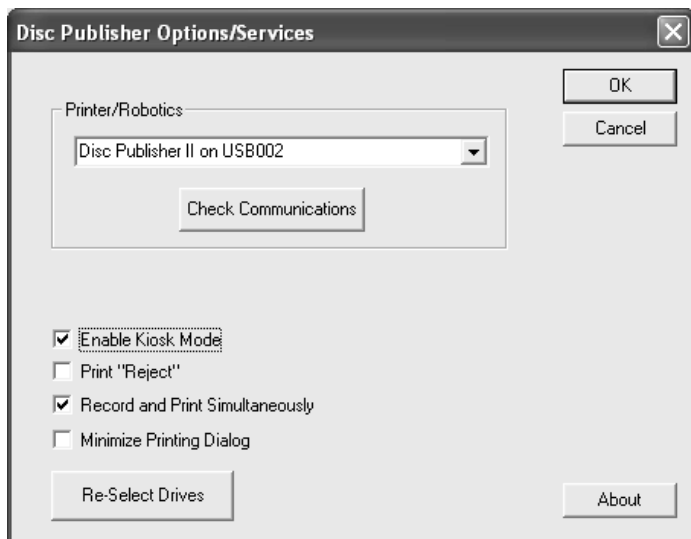 Disc Publisher Options/Services
OK
Printer/Robotics
Cancel
Disc Publisher II on USB002
Check Communications
Enable Kiosk Mode
Print "Reject"
Record and Print Simultaneously
Minimize Printing Dialog
Re-Select Drives
About